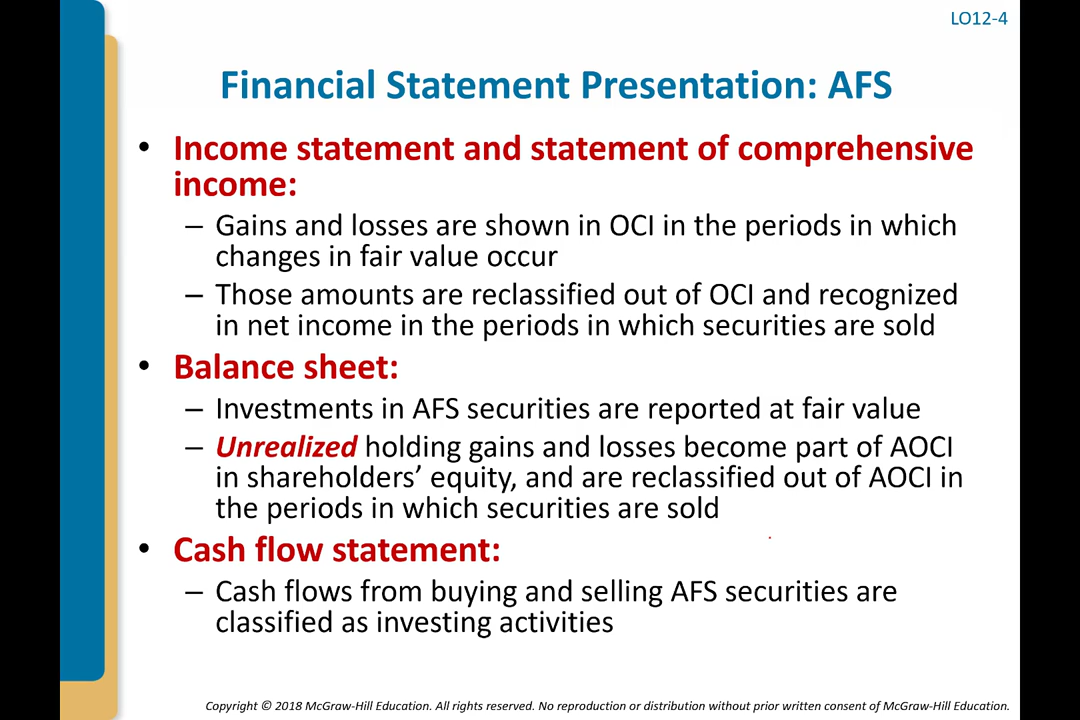 LO12-4
Financial Statement Presentation: AFS
• Income statement and statement of comprehensive
income:
– Gains and losses are shown in OCI in the periods in which
changes in fair value occur
– Those amounts are reclassified out of OCI and recognized
in net income in the periods in which securities are sold
• Balance sheet:
– Investments in AFS securities are reported at fair value
– Unrealized holding gains and losses become part of AOCI
in shareholders’ equity, and are reclassified out of AOCI in
the periods in which securities are sold
• Cash flow statement:
– Cash flows from buying and selling AFS securities are
classified as investing activities
Copyright © 2018 McGraw-Hill Education. All rights reserved. No reproduction or distribution without prior written consent of McGraw-Hill Education.